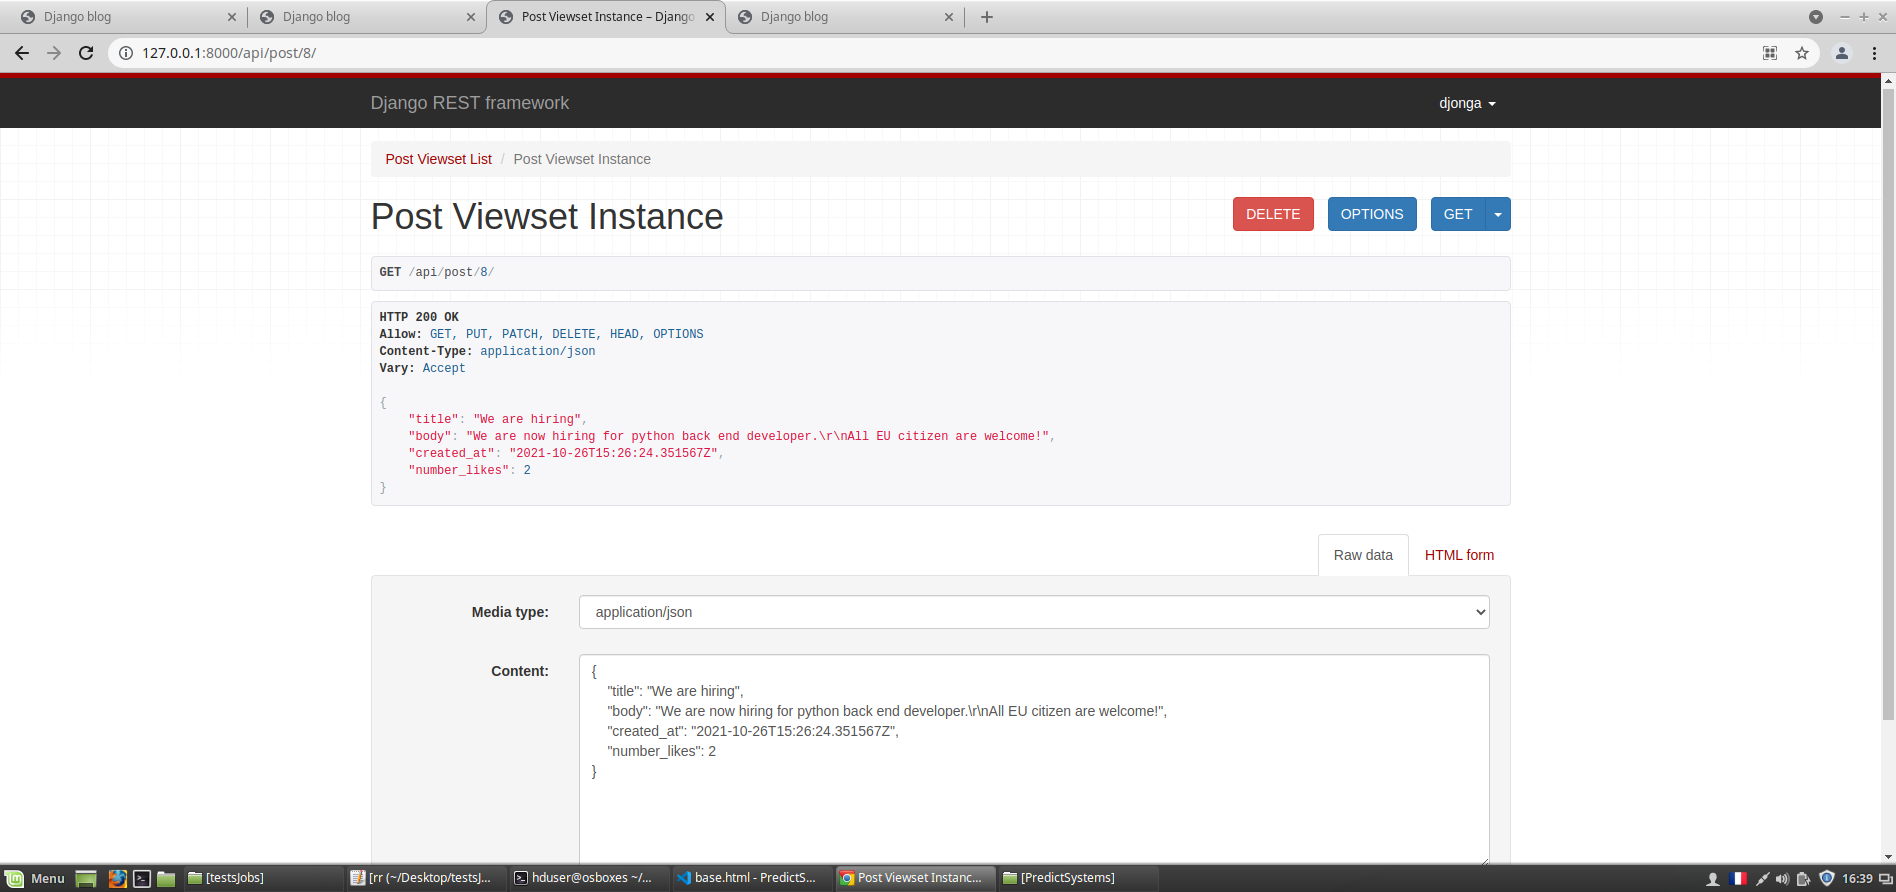 Django blog
Django blog
Post Viewset Instance – Django
Django blog
127.0.0.1:8000/api/post/8/
Django REST framework
djonga
Post Viewset List / Post Viewset Instance
Post Viewset Instance
DELETE
OPTIONS
GET
GET /api/post/8/
HTTP 200 OK
Allow: GET, PUT, PATCH, DELETE, HEAD, OPTIONS
Content-Type: application/json
Vary: Accept
{
"title": "We are hiring",
"body": "We are now hiring for python back end developer.\r\nAll EU citizen are welcome!",
"created_at": "2021-10-26T15:26:24.351567Z",
"number_likes": 2
}
Raw data
HTML form
Media type:
application/json
Content:
{
"title": "We are hiring",
"body": "We are now hiring for python back end developer.\r\nAll EU citizen are welcome!",
"created_at": "2021-10-26T15:26:24.351567Z",
"number_likes": 2
}
Menu
[testsJobs]
[rr (~/Desktop/testsJ...
hduser@osboxes ~/...
base.html - PredictS...
Post Viewset Instanc...
[PredictSystems]
16:39